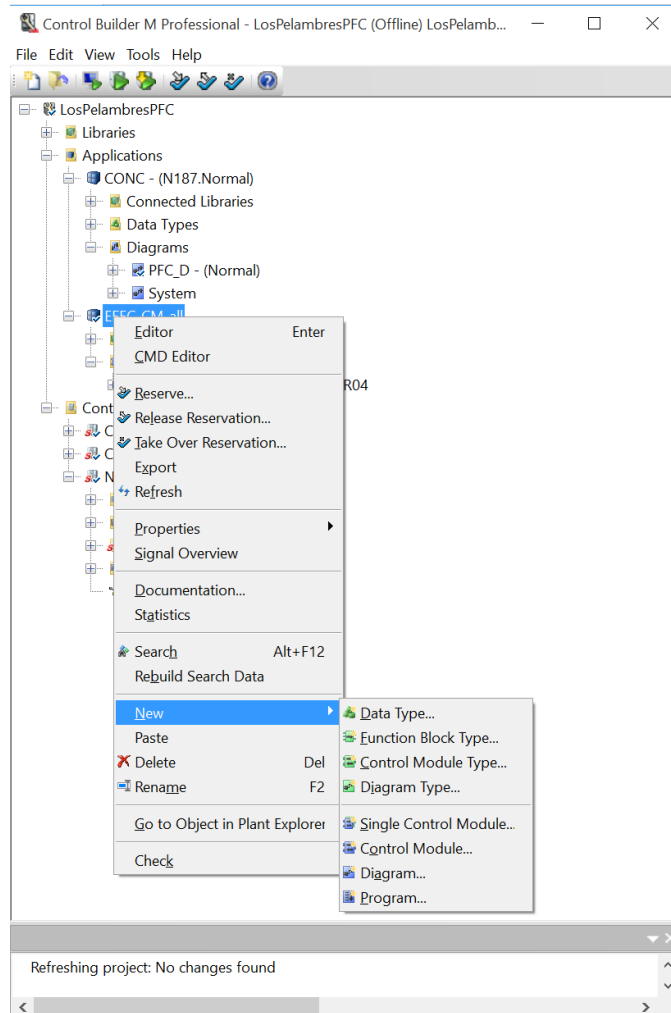 Control Builder M Professional - LosPelambresPFC (Offline) LosPelamb...
File Edit View Tools Help
LosPelambresPFC
Libraries
Applications
CONC - (N187.Normal)
Connected Libraries
Data Types
Diagrams
PFC_D - (Normal)
System
Editor Enter
CMD Editor
Reserve...
R04
Release Reservation...
Cont
Take Over Reservation...
C
Export
C
Refresh
N
Properties
Signal Overview
Documentation...
Statistics
Search Alt+F12
Rebuild Search Data
New
Paste
Delete Del
Rename F2
Go to Object in Plant Explorer
Check
Data Type...
Function Block Type...
Control Module Type...
Diagram Type...
Single Control Module...
Control Module...
Diagram...
Program...
Refreshing project: No changes found